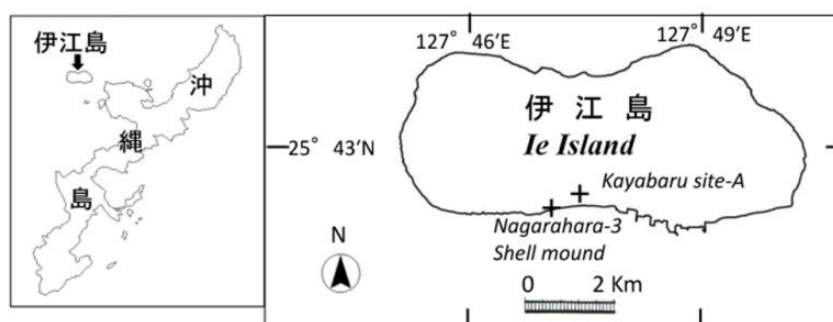 伊江島
沖
縄
島
127° 46′E
127° 49′E
伊江島
Ie Island
25° 43′N
Kayabaru site-A
Nagarahara-3
Shell mound
N
0 2 Km